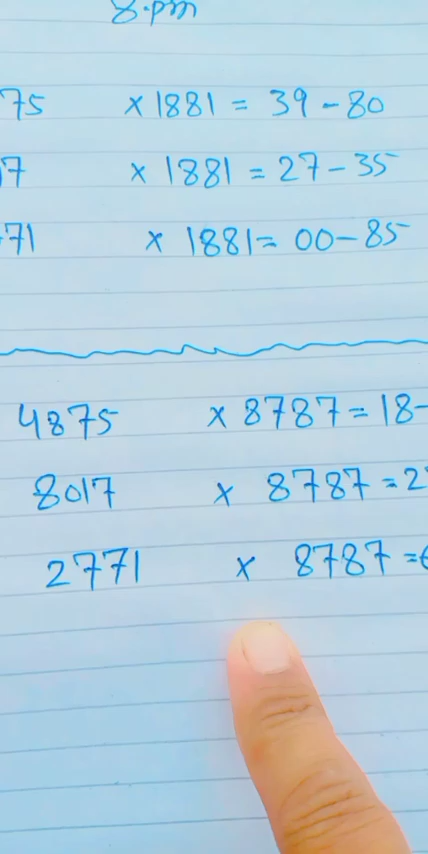 8.pm
75 × 1881 = 39-80
7 × 1881 = 27-35
71 × 1881 = 00-85
4875 × 8787 = 18-
8017 × 8787 = 2
2771 × 8787 =